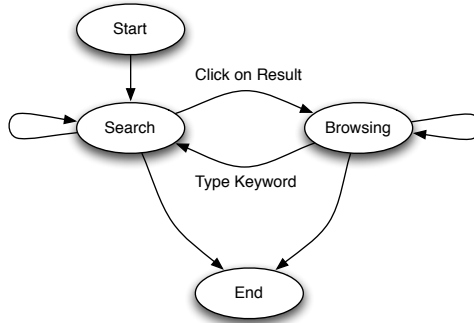 Start
Click on Result
Search
Browsing
Type Keyword
End